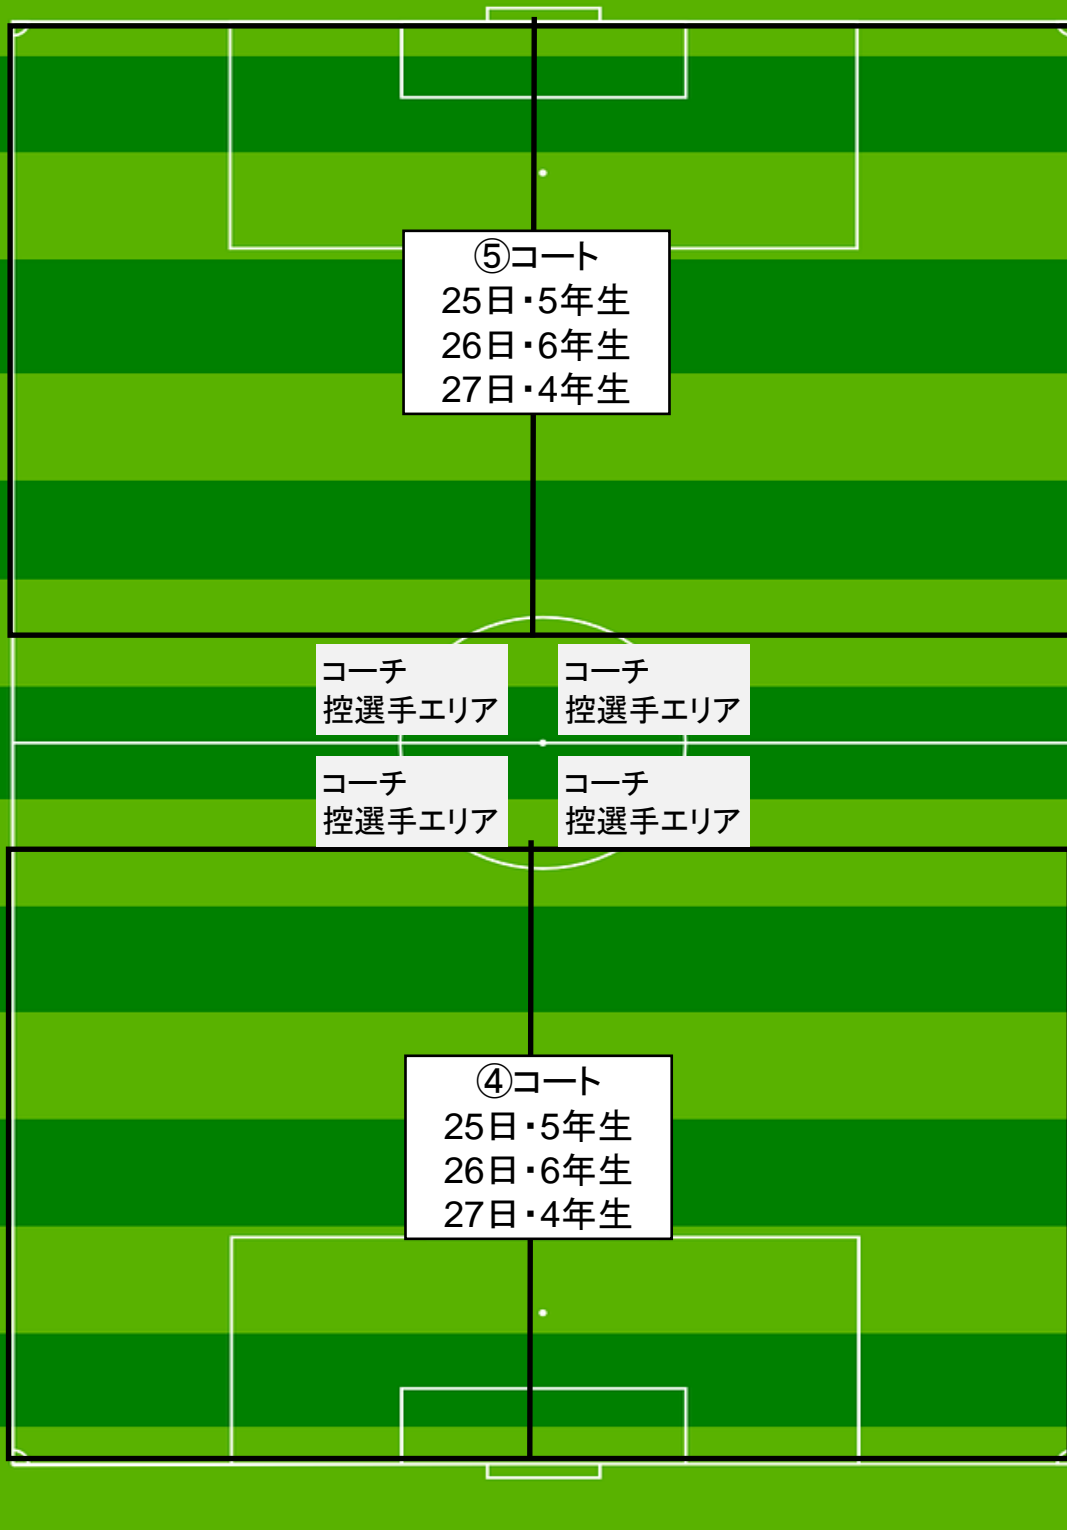 ⑤コート
25日・5年生
26日・6年生
27日・4年生
コーチ
控選手エリア
コーチ
控選手エリア
コーチ
控選手エリア
コーチ
控選手エリア
④コート
25日・5年生
26日・6年生
27日・4年生